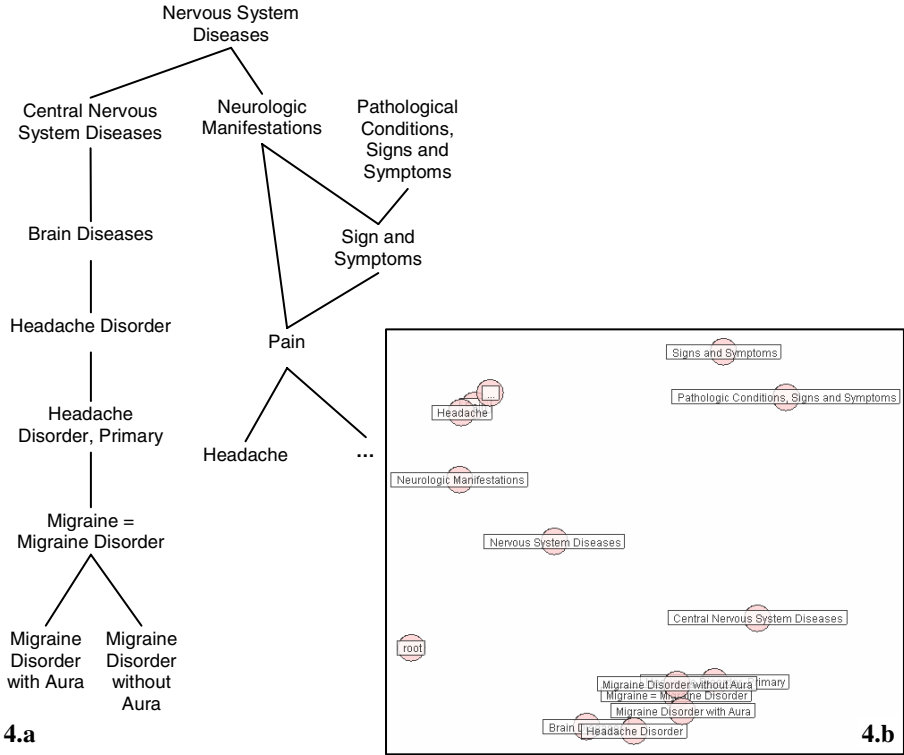 Nervous System
Diseases
Central Nervous
System Diseases
Neurologic
Manifestations
Pathological
Conditions,
Signs and
Symptoms
Brain Diseases
Sign and
Symptoms
Headache Disorder
Pain
Headache
Disorder, Primary
Headache
...
Migraine =
Migraine Disorder
Migraine
Disorder
with Aura
Migraine
Disorder
without
Aura
4.a
Signs and Symptoms
...
Pathologic Conditions, Signs and Symptoms
Headache
Neurologic Manifestations
Nervous System Diseases
Central Nervous System Diseases
root
Migraine Disorder without Aura
Migraine = Migraine Disorder
Migraine Disorder with Aura
Brain
Headache Disorder
4.b